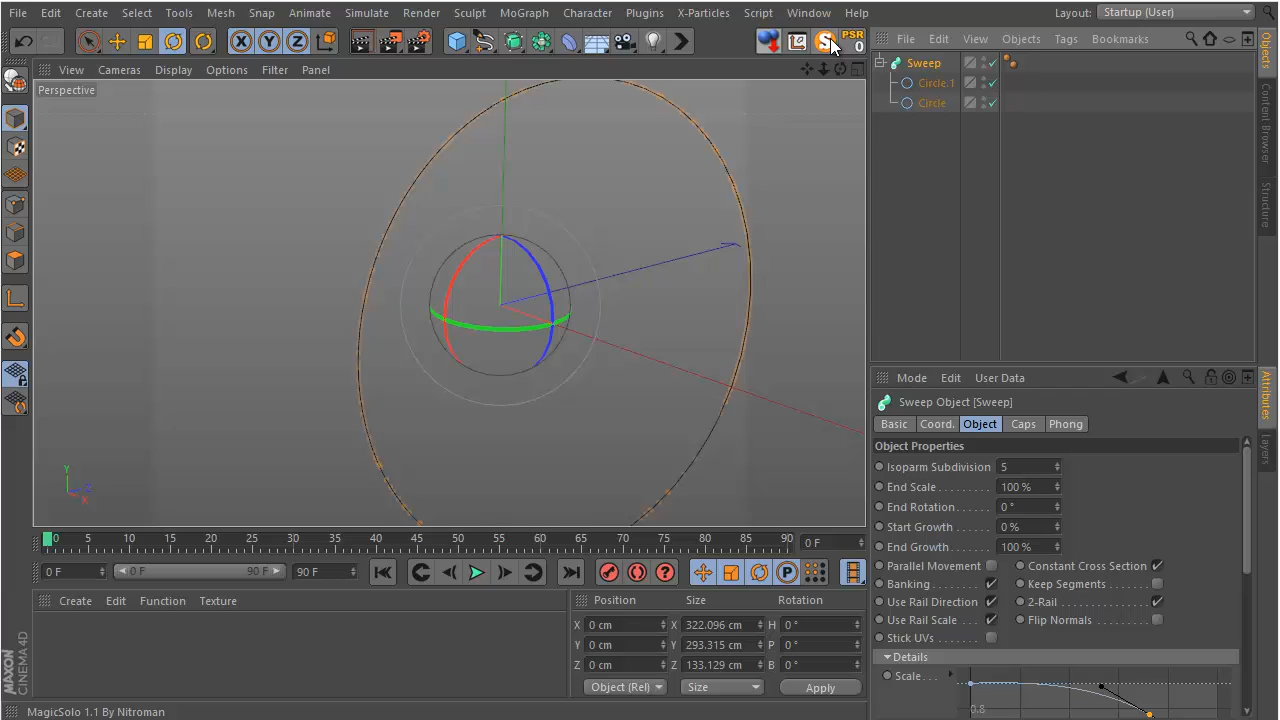 File Edit Create Select Tools Mesh Snap Animate Simulate Render Sculpt MoGraph Character Plugins X-Particles Script Window Help Layout: Startup (User)
X Y Z S PSR 0
File Edit View Objects Tags Bookmarks
View Cameras Display Options Filter Panel
Perspective
Sweep
Circle.1
Circle
Objects
Content Browser
Structure
Y
Z
X
Mode Edit User Data
Sweep Object [Sweep]
Basic Coord. Object Caps Phong
Object Properties
Isoparm Subdivision 5
End Scale 100 %
End Rotation 0 °
Start Growth 0 %
End Growth 100 %
Parallel Movement Constant Cross Section
Banking Keep Segments
Use Rail Direction 2-Rail
Use Rail Scale Flip Normals
Stick UVs
Details
Scale
0.8
Attributes
Layers
0 5 10 15 20 25 30 35 40 45 50 55 60 65 70 75 80 85 90 0 F
0 F 0 F 90 F 90 F
P
Create Edit Function Texture
Position Size Rotation
X 0 cm X 322.096 cm H 0 °
Y 0 cm Y 293.315 cm P 0 °
Z 0 cm Z 133.129 cm B 0 °
Object (Rel) Size Apply
MAXON
CINEMA 4D
MagicSolo 1.1 By Nitroman